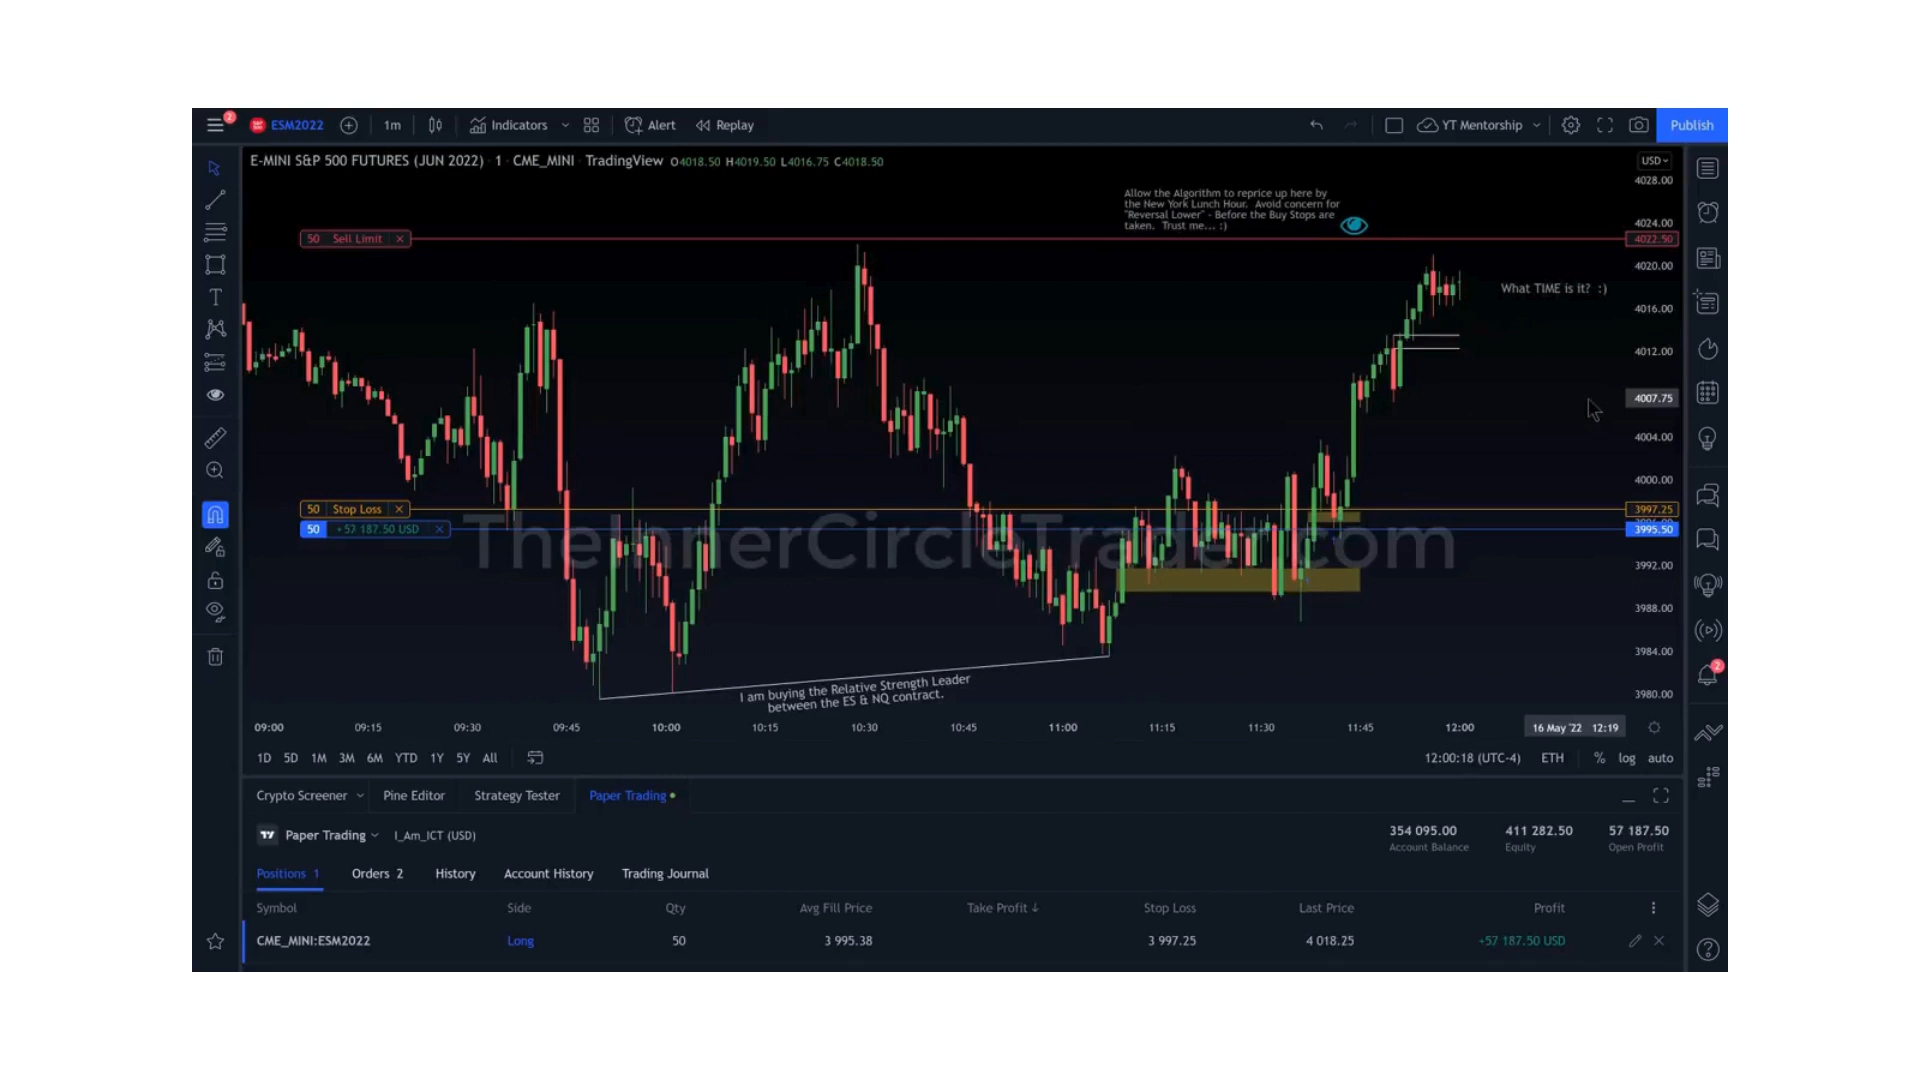 2
ESM2022 1m Indicators Alert Replay YT Mentorship Publish
E-MINI S&P 500 FUTURES (JUN 2022) · 1 · CME_MINI · TradingView O4018.50 H4019.50 L4016.75 C4018.50
USD
4028.00
Allow the Algorithm to reprice up here by
the New York Lunch Hour. Avoid concern for
"Reversal Lower" - Before the Buy Stops are
taken. Trust me... :)
4024.00
50 Sell Limit
4022.50
4020.00
What TIME is it? :)
4016.00
4012.00
4007.75
4004.00
4000.00
50 Stop Loss
3997.25
50 +57 187.50 USD
3995.50
TheInnerCircleTrader.com
3992.00
3988.00
3984.00
2
I am buying the Relative Strength Leader
between the ES & NQ contract.
3980.00
09:00 09:15 09:30 09:45 10:00 10:15 10:30 10:45 11:00 11:15 11:30 11:45 12:00 16 May '22 12:19
1D 5D 1M 3M 6M YTD 1Y 5Y All 12:00:18 (UTC-4) ETH % log auto
Crypto Screener Pine Editor Strategy Tester Paper Trading
Paper Trading I_Am_ICT (USD)
354 095.00 411 282.50 57 187.50
Account Balance Equity Open Profit
Positions 1 Orders 2 History Account History Trading Journal
Symbol Side Qty Avg Fill Price Take Profit ↓ Stop Loss Last Price Profit
CME_MINI:ESM2022 Long 50 3 995.38 3 997.25 4 018.25 +57 187.50 USD